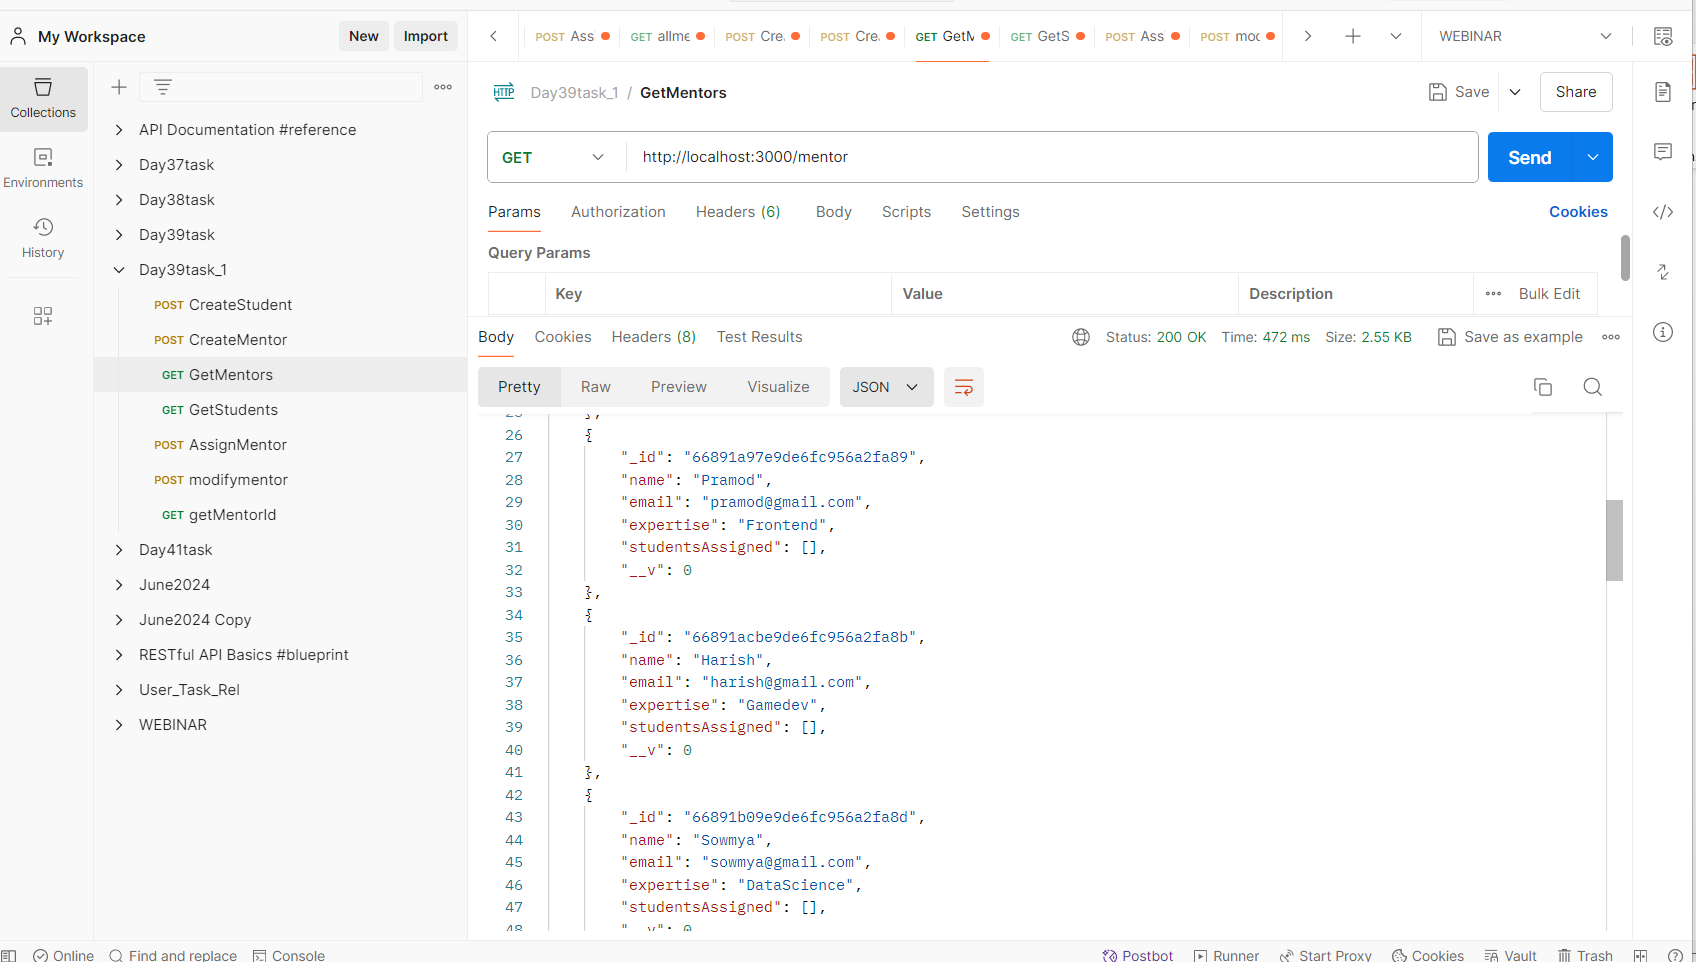 My Workspace
New
Import
POST Ass
GET allme
POST Cre
POST Cre
GET GetM
GET GetS
POST Ass
POST moc
WEBINAR
Collections
Environments
History
API Documentation #reference
Day37task
Day38task
Day39task
Day39task_1
POST CreateStudent
POST CreateMentor
GET GetMentors
GET GetStudents
POST AssignMentor
POST modifymentor
GET getMentorId
Day41task
June2024
June2024 Copy
RESTful API Basics #blueprint
User_Task_Rel
WEBINAR
HTTP Day39task_1 / GetMentors
Save
Share
GET
http://localhost:3000/mentor
Send
Params Authorization Headers (6) Body Scripts Settings
Cookies
Query Params
Key Value Description Bulk Edit
Body Cookies Headers (8) Test Results
Status: 200 OK Time: 472 ms Size: 2.55 KB
Save as example
Pretty Raw Preview Visualize
JSON
25 },
26 {
27 "_id": "66891a97e9de6fc956a2fa89",
28 "name": "Pramod",
29 "email": "pramod@gmail.com",
30 "expertise": "Frontend",
31 "studentsAssigned": [],
32 "__v": 0
33 },
34 {
35 "_id": "66891acbe9de6fc956a2fa8b",
36 "name": "Harish",
37 "email": "harish@gmail.com",
38 "expertise": "Gamedev",
39 "studentsAssigned": [],
40 "__v": 0
41 },
42 {
43 "_id": "66891b09e9de6fc956a2fa8d",
44 "name": "Sowmya",
45 "email": "sowmya@gmail.com",
46 "expertise": "DataScience",
47 "studentsAssigned": [],
48 "__v": 0
Online
Find and replace
Console
Postbot
Runner
Start Proxy
Cookies
Vault
Trash